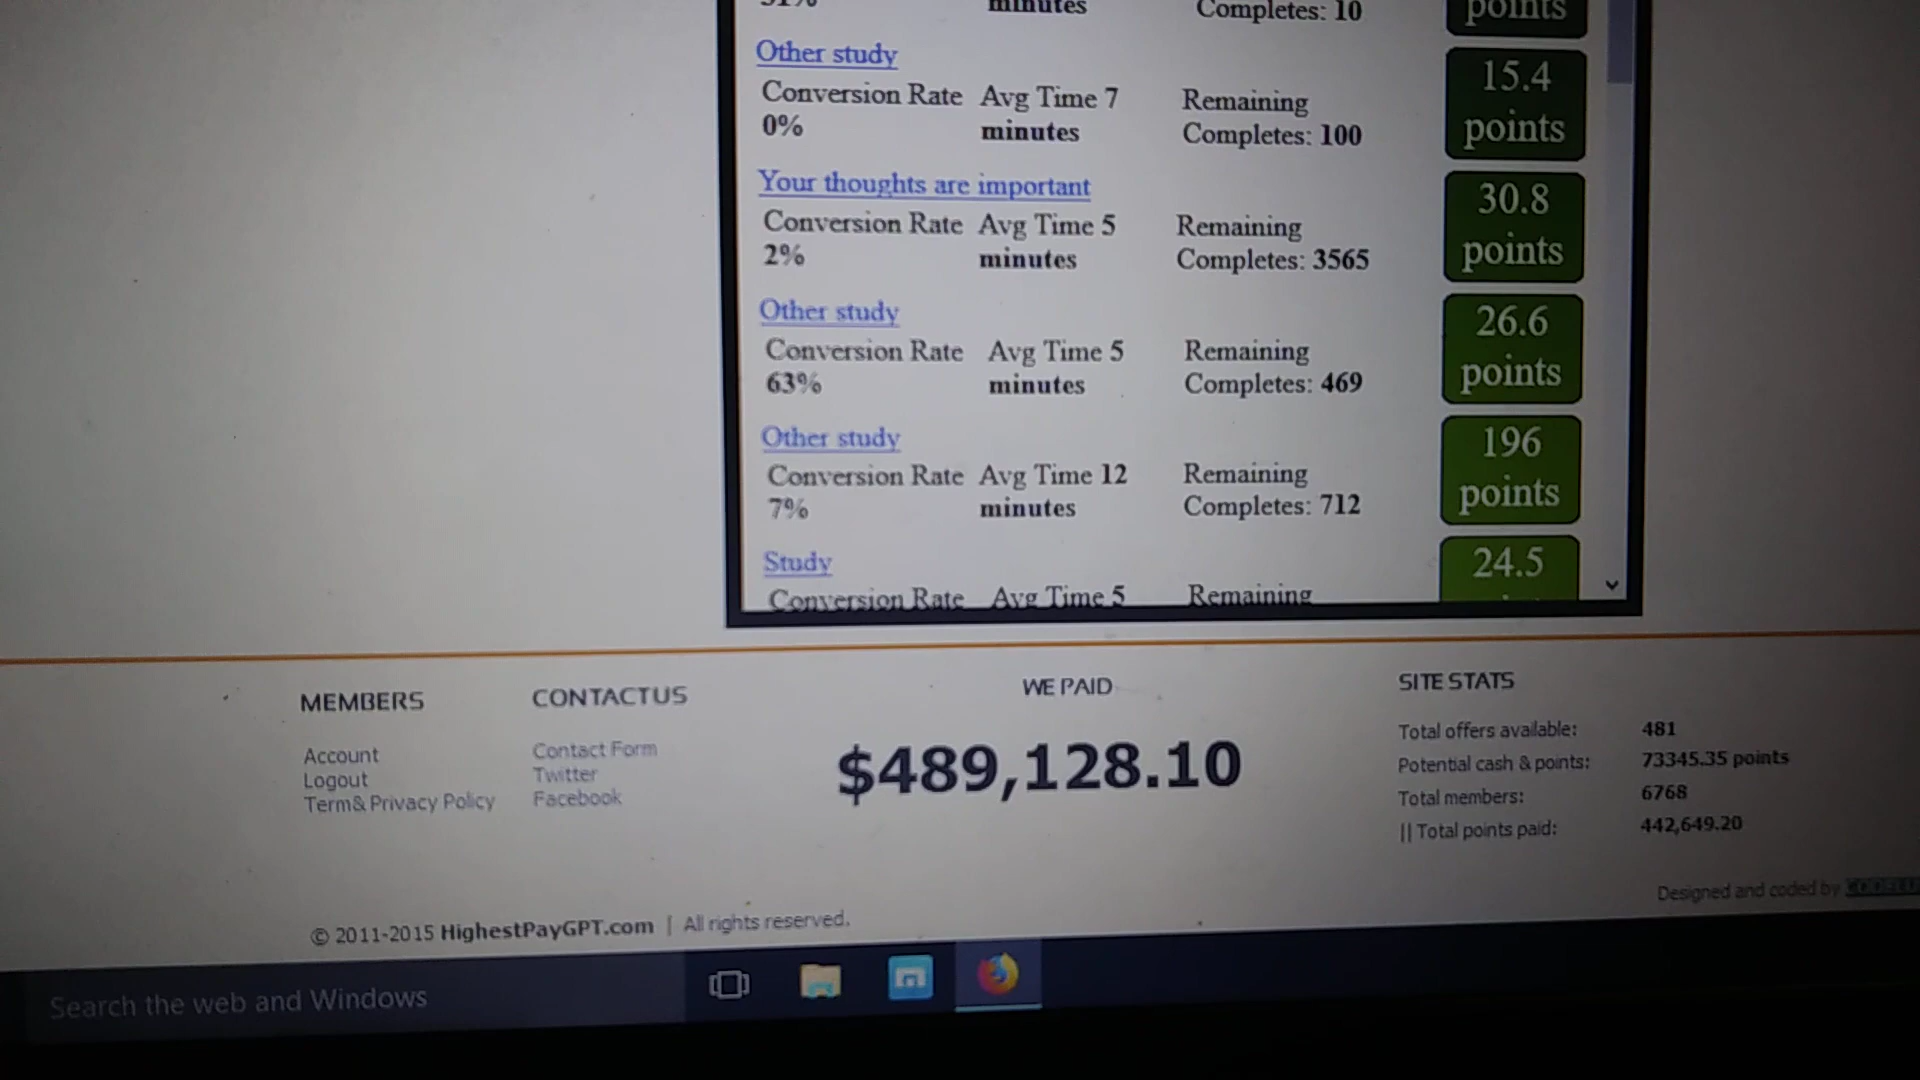 minutes
Completes: 10
points
Other study
Conversion Rate Avg Time 7 Remaining 15.4
0% minutes Completes: 100 points
Your thoughts are important
Conversion Rate Avg Time 5 Remaining 30.8
2% minutes Completes: 3565 points
Other study
Conversion Rate Avg Time 5 Remaining 26.6
63% minutes Completes: 469 points
Other study
Conversion Rate Avg Time 12 Remaining 196
7% minutes Completes: 712 points
Study 24.5
Conversion Rate Avg Time 5 Remaining
MEMBERS
Account
Logout
Term& Privacy Policy
CONTACT US
Contact Form
Twitter
Facebook
WE PAID
$489,128.10
SITE STATS
Total offers available: 481
Potential cash & points: 73345.35 points
Total members: 6768
|| Total points paid: 442,649.20
Designed and coded by
© 2011-2015 HighestPayGPT.com | All rights reserved.
Search the web and Windows